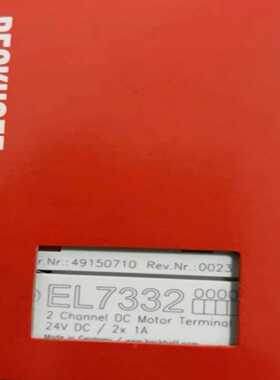 BECKHOFF
r.Nr.: 49150710 Rev.Nr.: 0023
EL7332
2 Channel DC Motor Terminal
24V DC / 2x 1A
Made in Germany / www.beckhoff.com